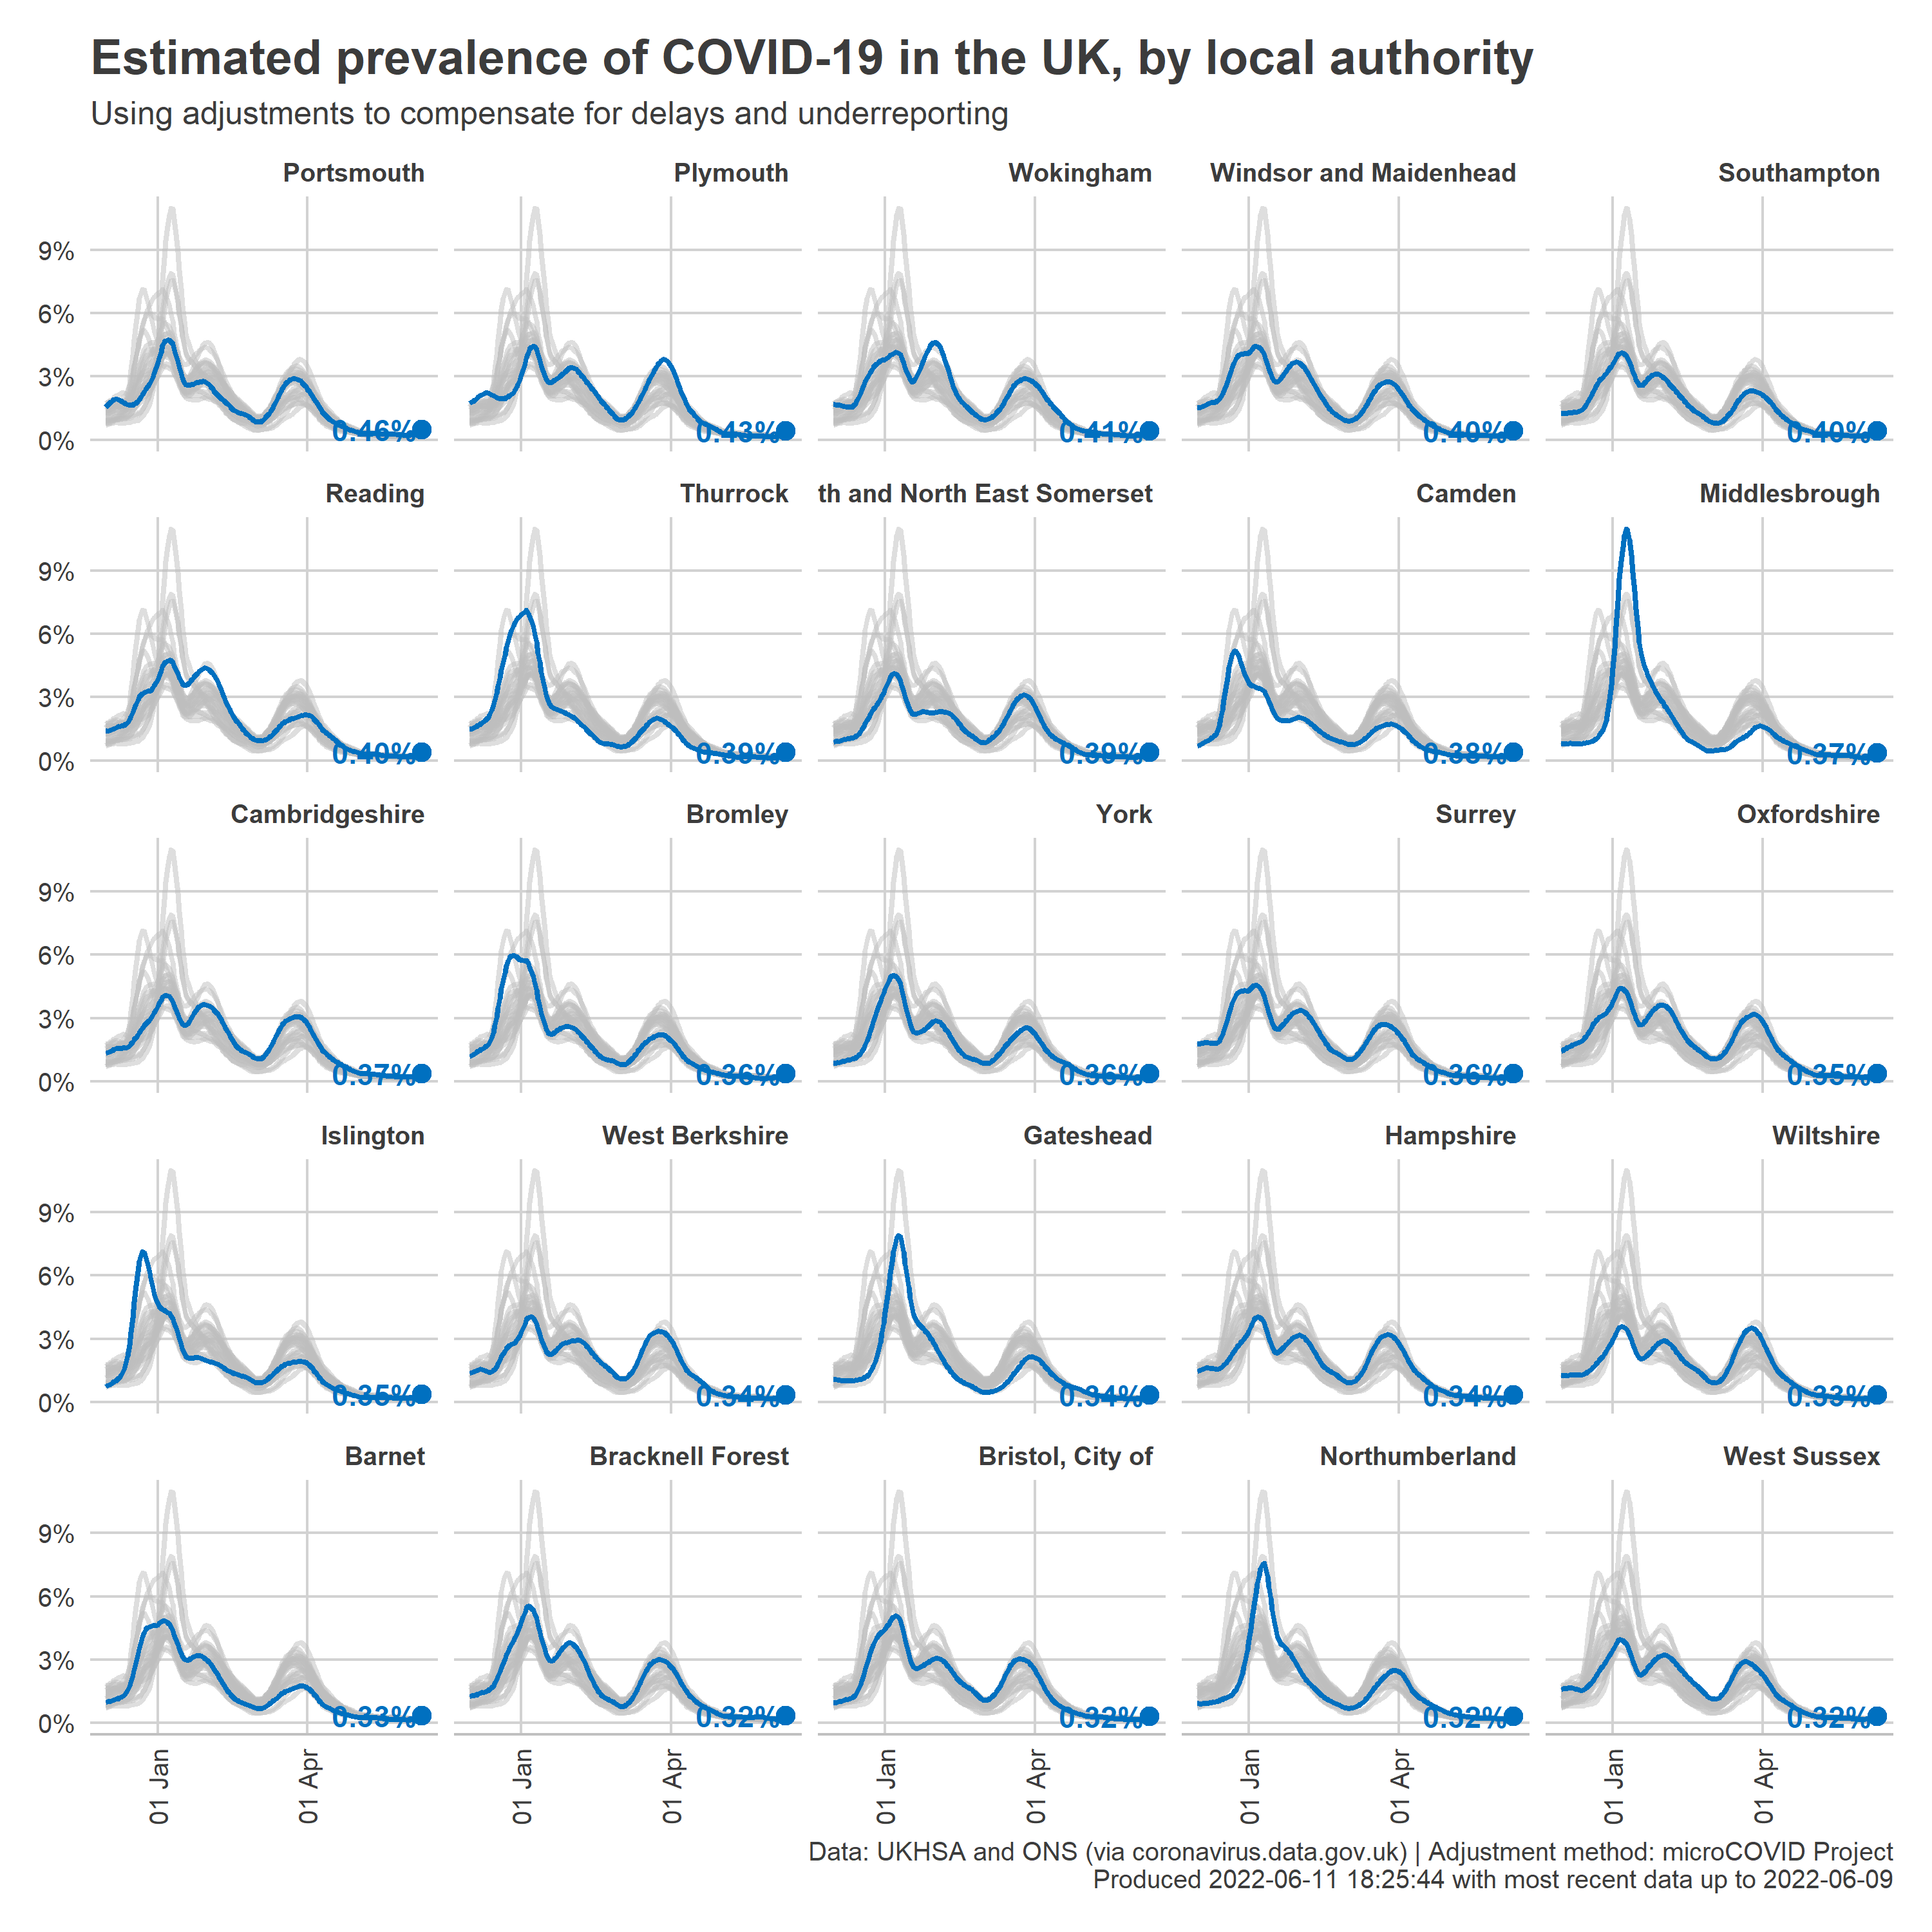 Estimated prevalence of COVID-19 in the UK, by local authority
Using adjustments to compensate for delays and underreporting
Portsmouth
Plymouth
Wokingham
Windsor and Maidenhead
Southampton
9%
6%
3%
0%
0.46%
0.43%
0.41%
0.40%
0.40%
Reading
Thurrock
th and North East Somerset
Camden
Middlesbrough
9%
6%
3%
0%
0.40%
0.39%
0.39%
0.38%
0.37%
Cambridgeshire
Bromley
York
Surrey
Oxfordshire
9%
6%
3%
0%
0.37%
0.36%
0.36%
0.36%
0.35%
Islington
West Berkshire
Gateshead
Hampshire
Wiltshire
9%
6%
3%
0%
0.35%
0.34%
0.34%
0.34%
0.33%
Barnet
Bracknell Forest
Bristol, City of
Northumberland
West Sussex
9%
6%
3%
0%
0.33%
0.32%
0.32%
0.32%
0.32%
01 Jan
01 Apr
01 Jan
01 Apr
01 Jan
01 Apr
01 Jan
01 Apr
01 Jan
01 Apr
Data: UKHSA and ONS (via coronavirus.data.gov.uk) | Adjustment method: microCOVID Project
Produced 2022-06-11 18:25:44 with most recent data up to 2022-06-09